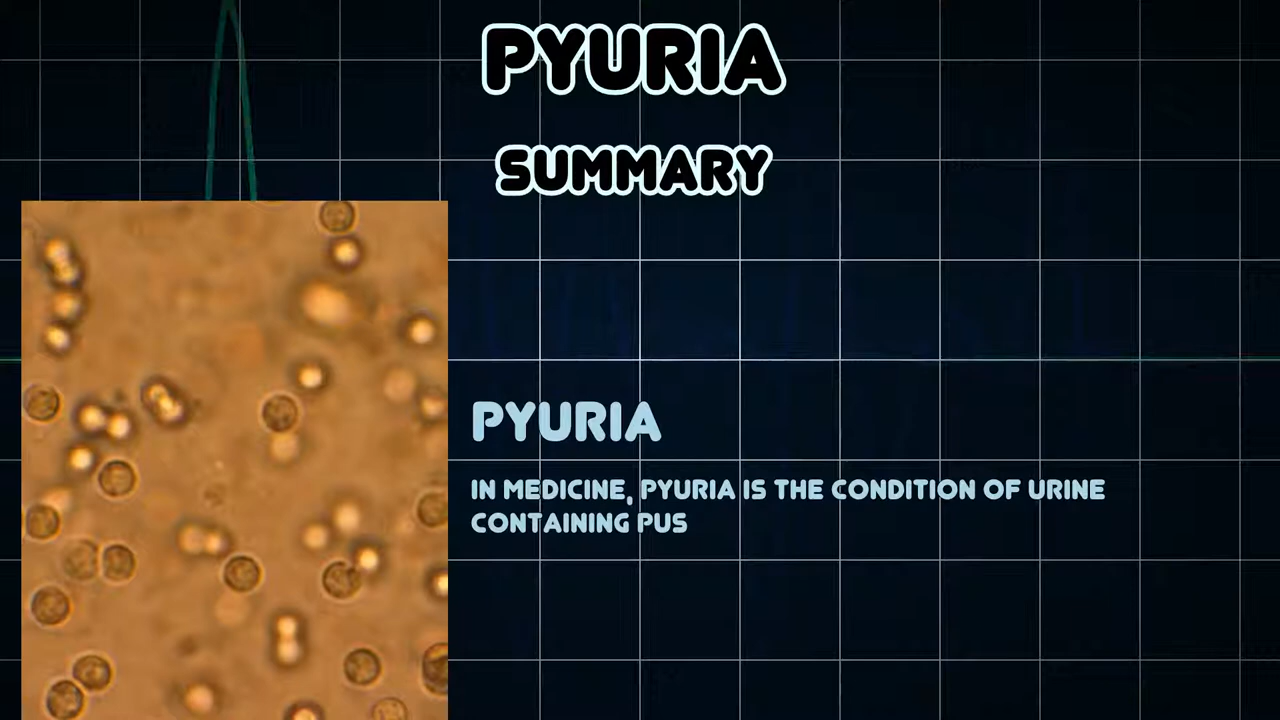 PYURIA
SUMMARY
PYURIA
IN MEDICINE, PYURIA IS THE CONDITION OF URINE
CONTAINING PUS